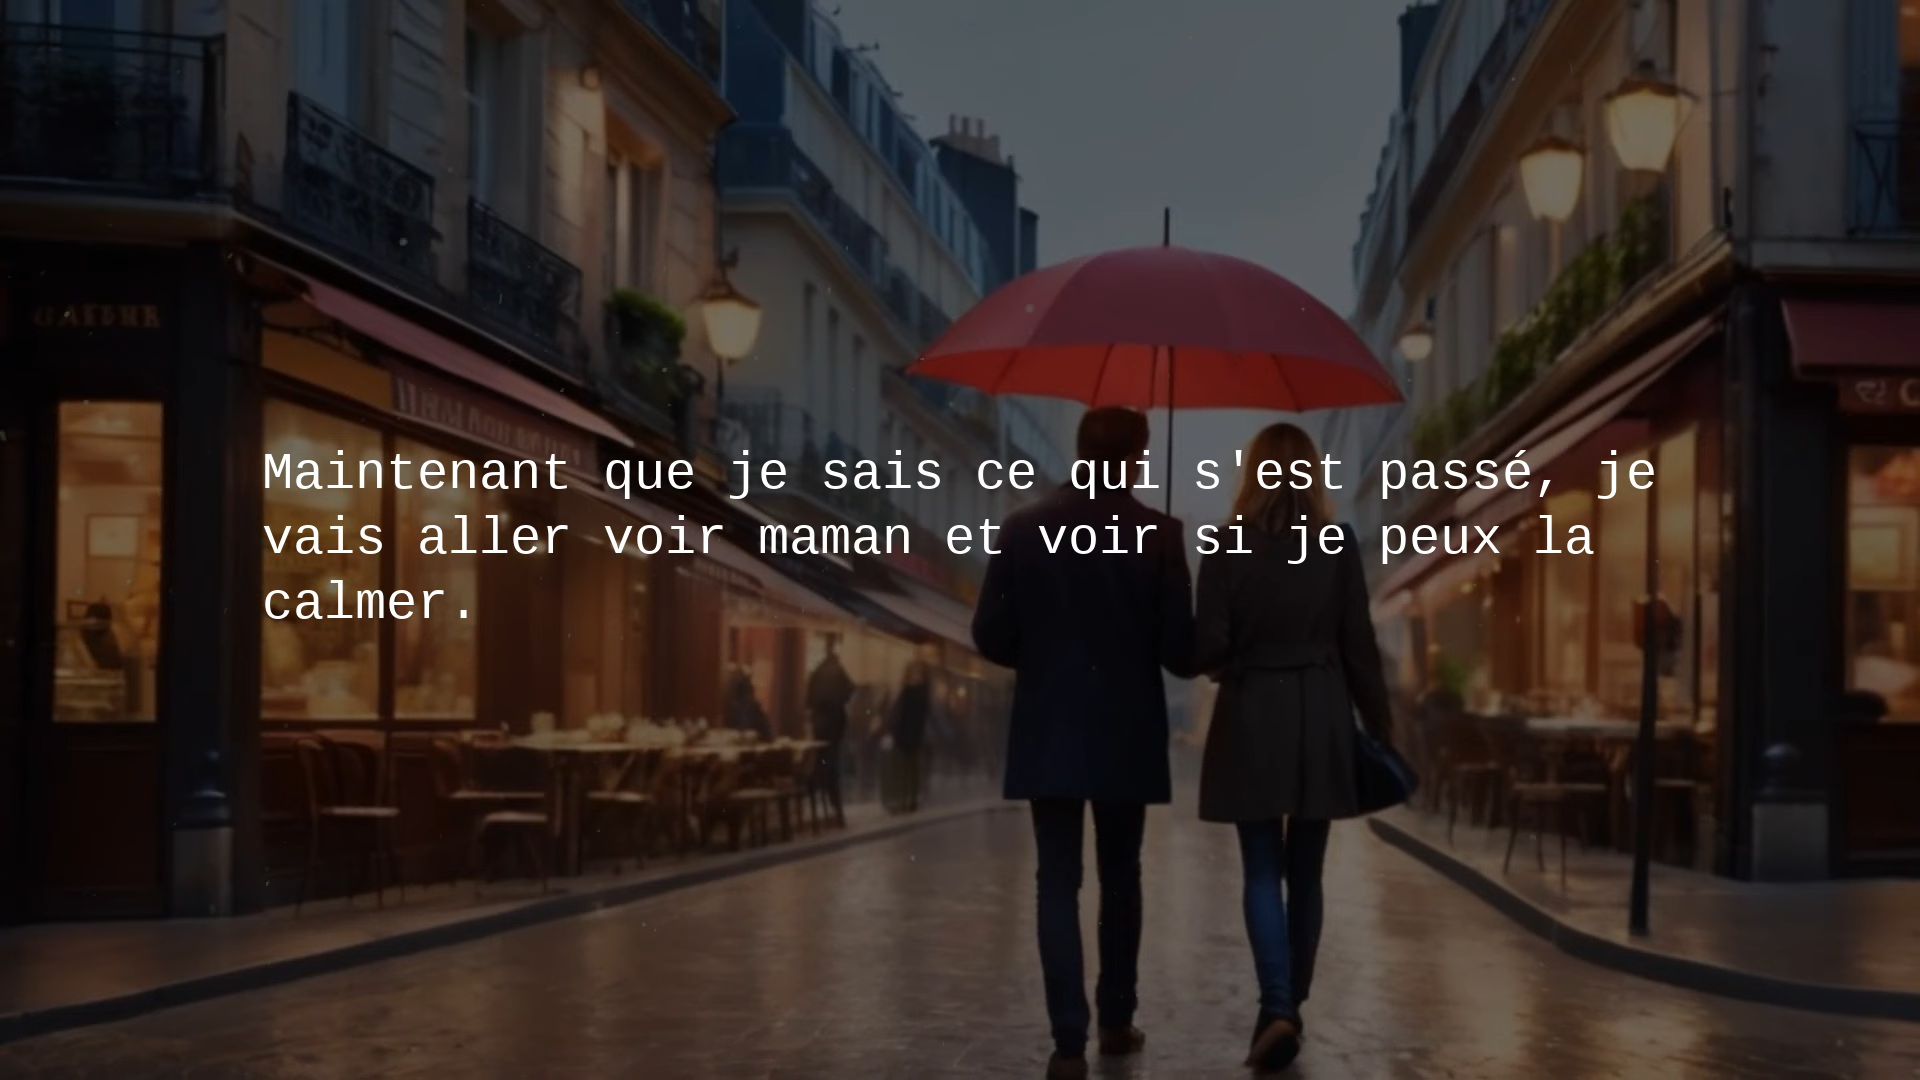 Maintenant que je sais ce qui s'est passé, je
vais aller voir maman et voir si je peux la
calmer.